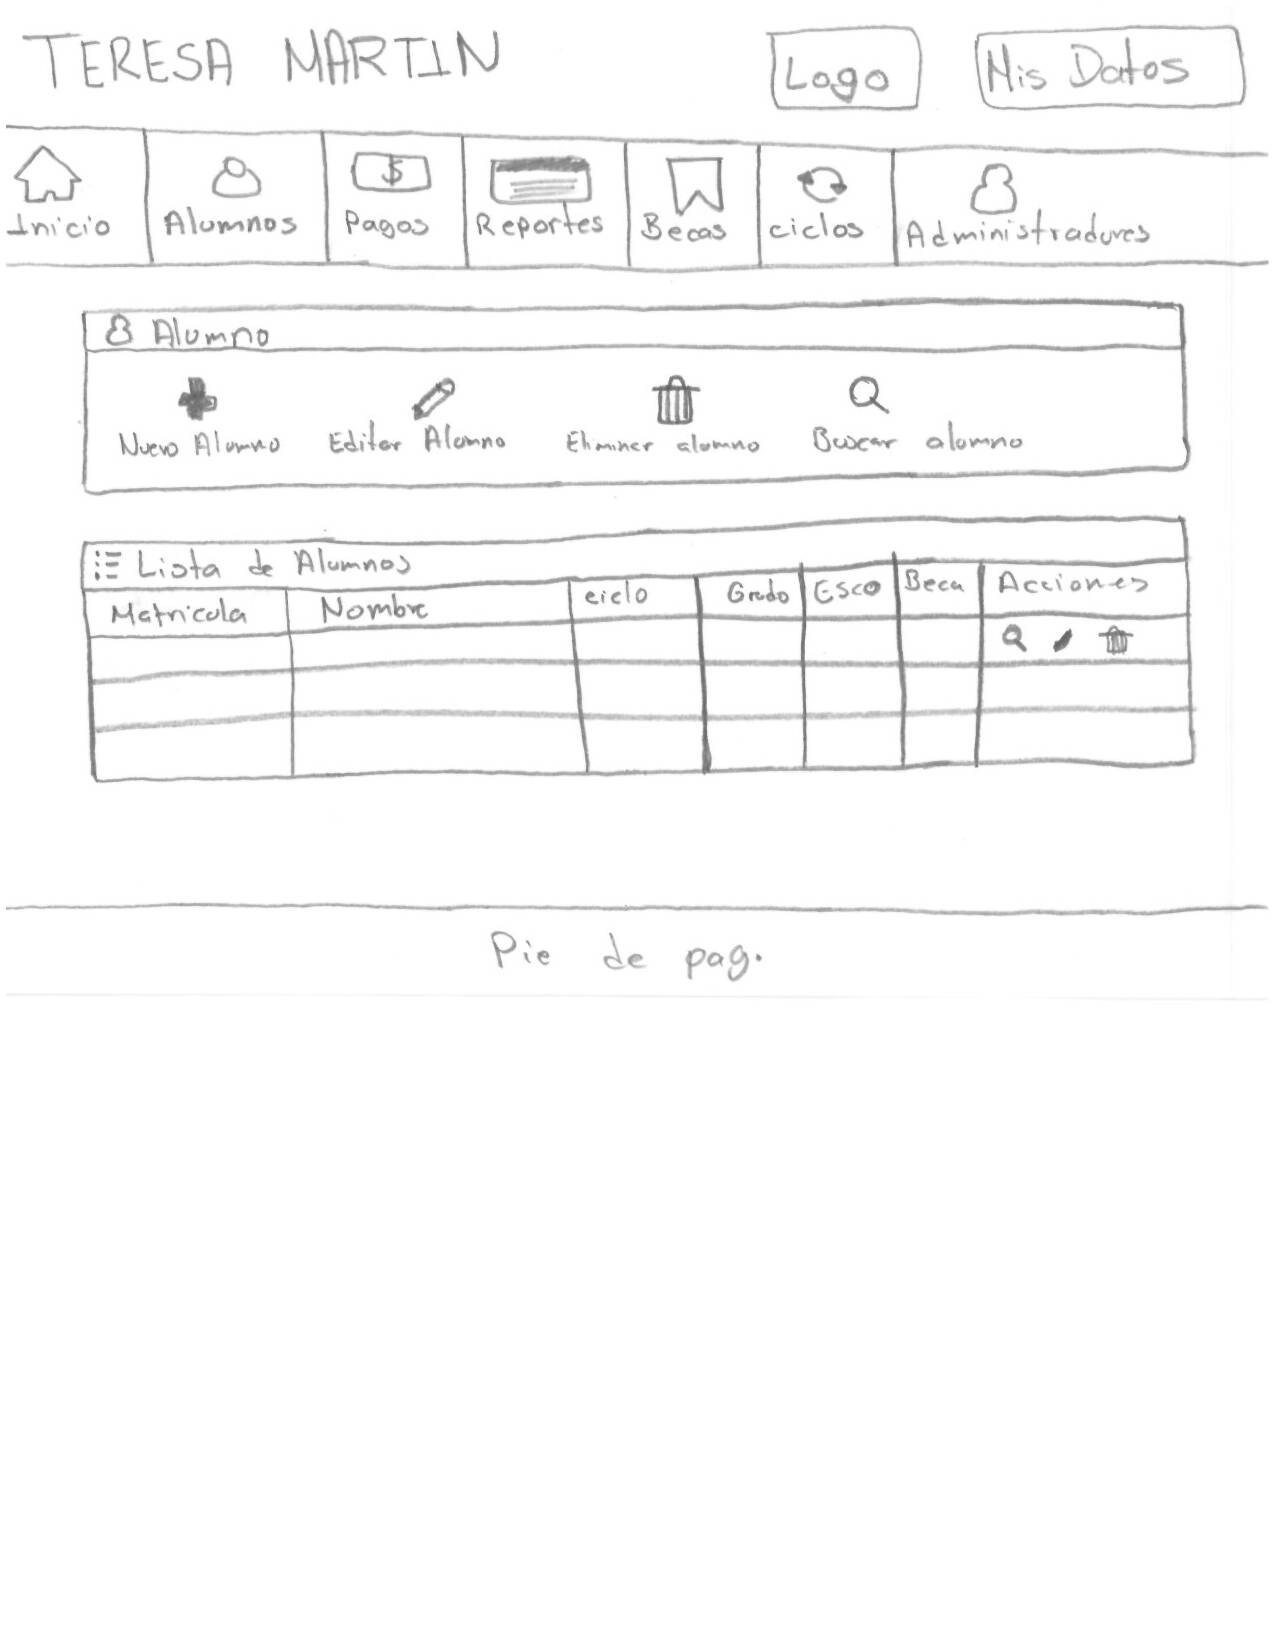 TERESA MARTIN
Logo
Mis Datos
Inicio
Alumnos
$
Pagos
Reportes
Becas
ciclos
Administradores
Alumno
Nuevo Alumno
Editar Alumno
Eliminar alumno
Buscar alumno
Lista de Alumnos
Matricola
Nombre
ciclo
Grado
Esco
Beca
Acciones
Pie de pag.